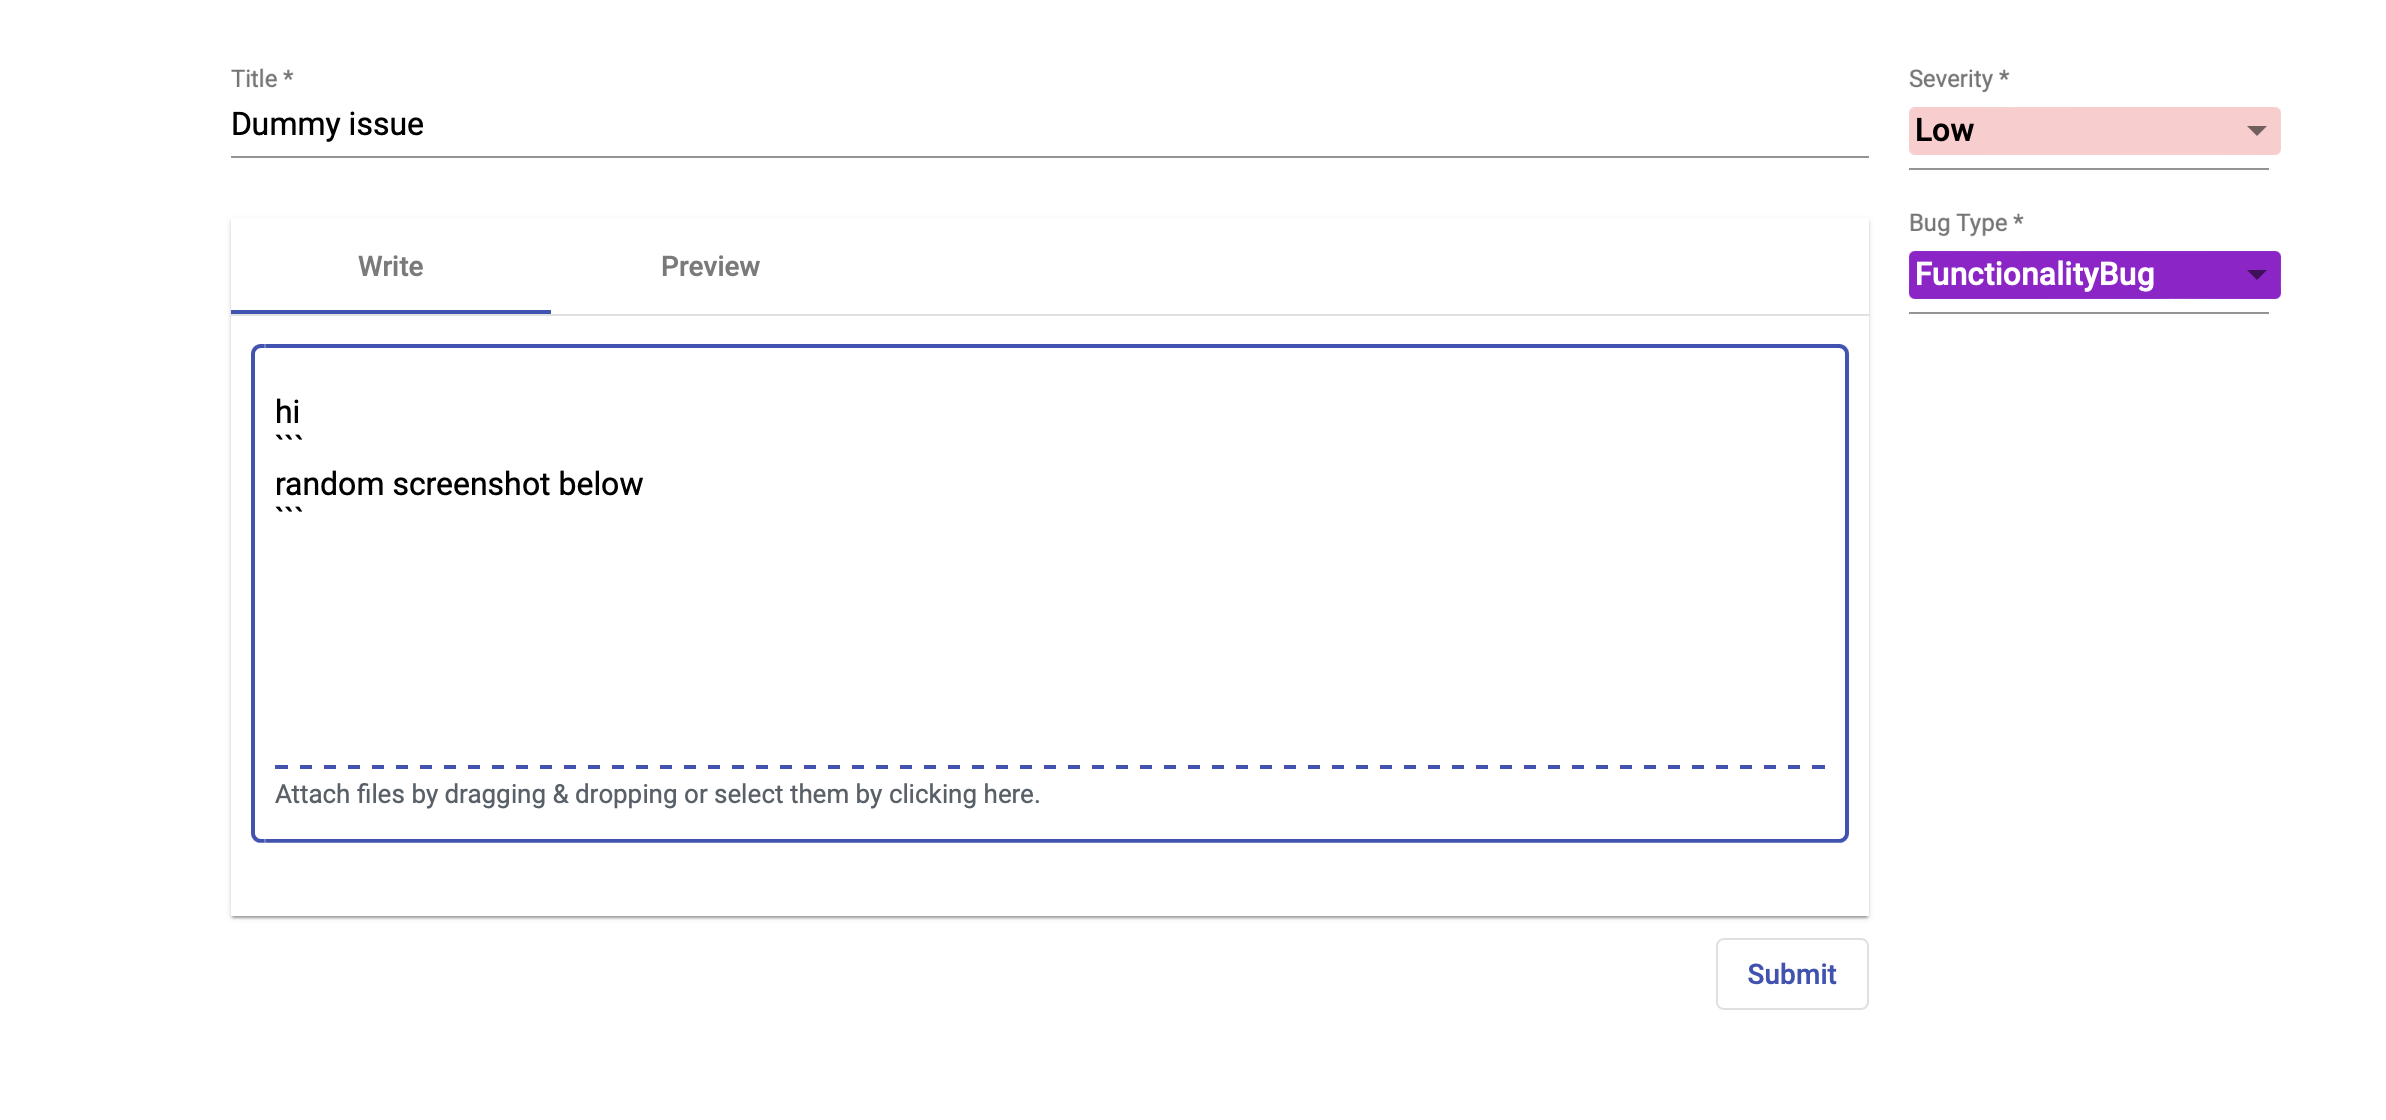 Title *
Dummy issue
Severity *
Low
Bug Type *
FunctionalityBug
Write
Preview
hi
```
random screenshot below
```
Attach files by dragging & dropping or select them by clicking here.
Submit